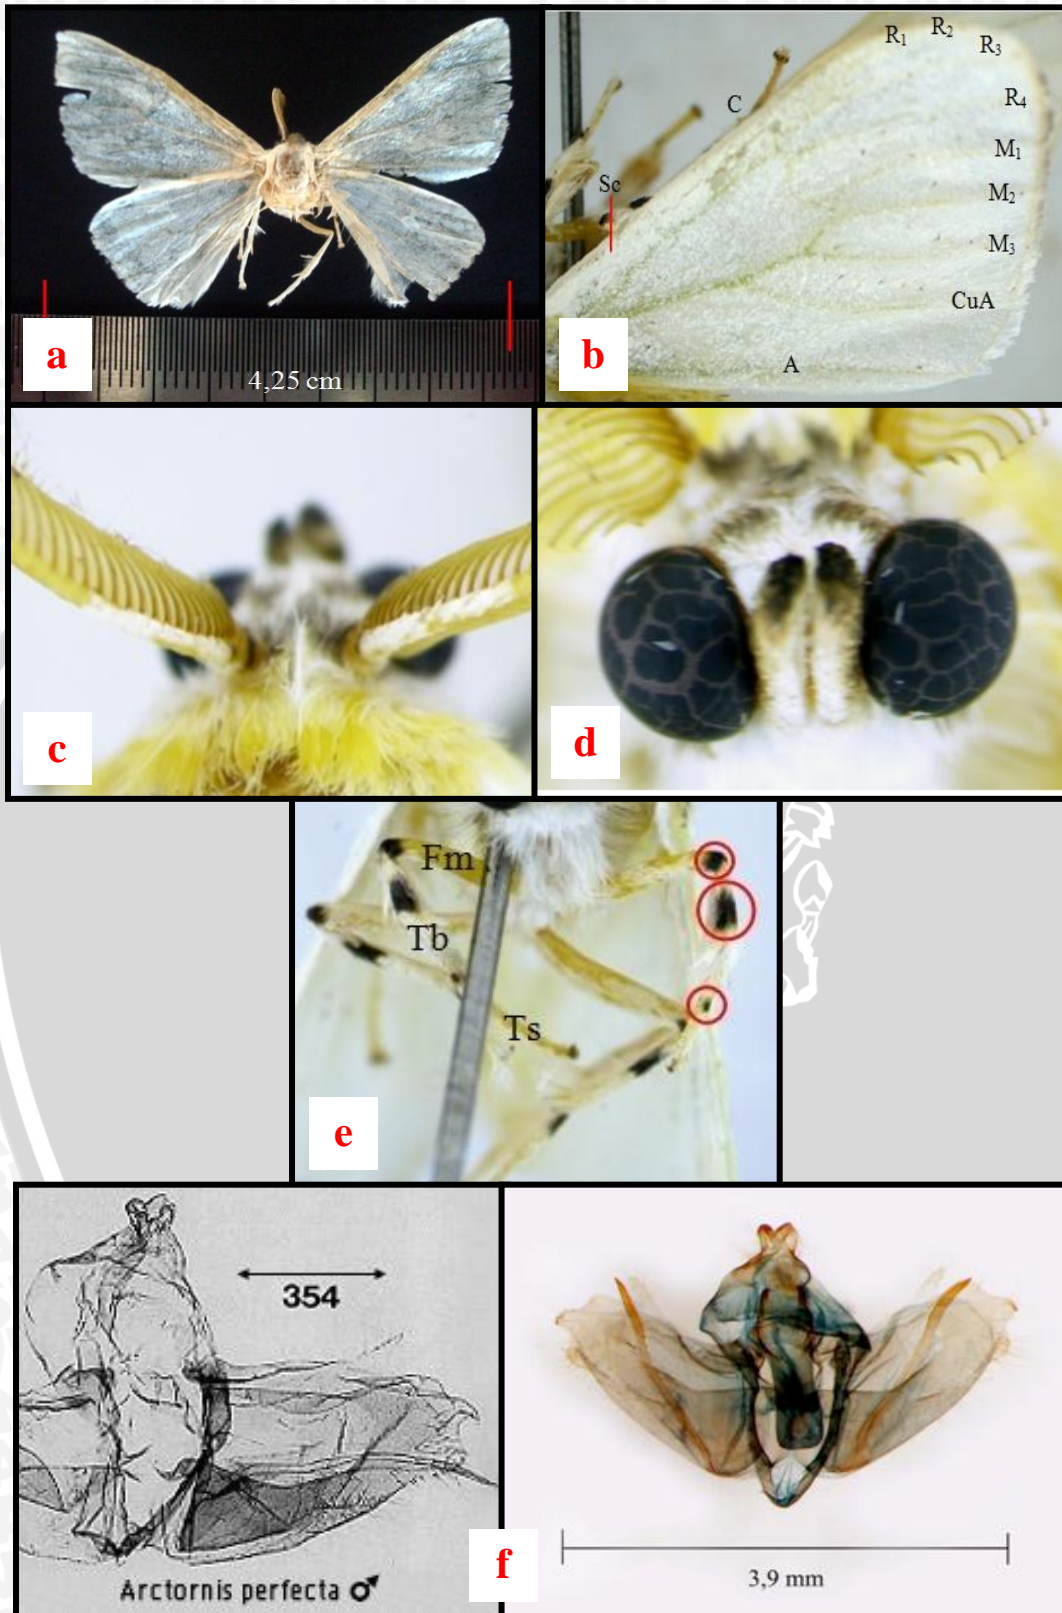 a
4,25 cm
b
C
Sc
R1
R2
R3
R4
M1
M2
M3
CuA
A
c
d
Fm
Tb
Ts
e
354
Arctornis perfecta ♂
f
3,9 mm